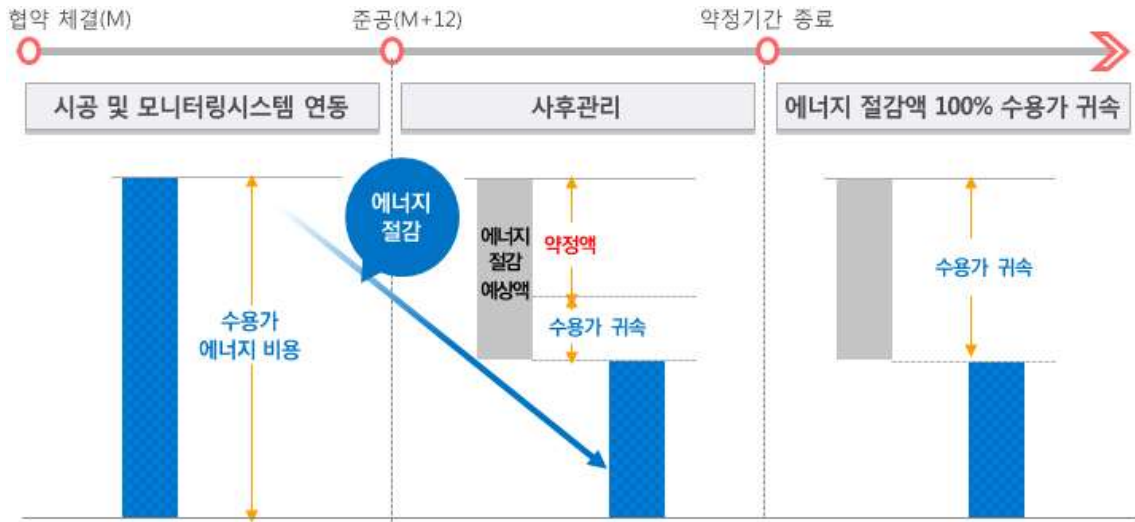 협약 체결(M)
준공(M+12)
약정기간 종료
시공 및 모니터링시스템 연동
사후관리
에너지 절감액 100% 수용가 귀속
수용가
에너지 비용
에너지
절감
에너지
절감
예상액
약정액
수용가 귀속
수용가 귀속